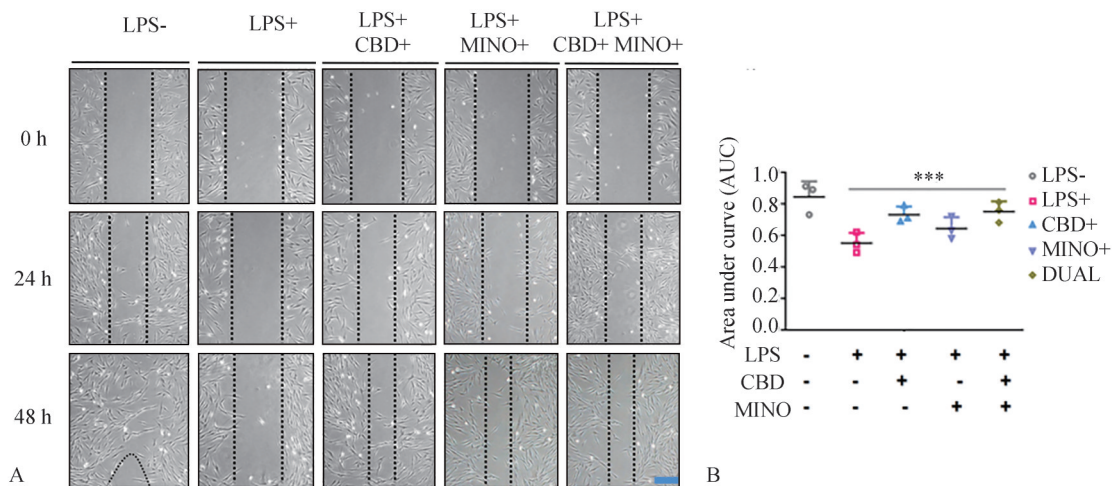 LPS-
LPS+
LPS+
CBD+
LPS+
MINO+
LPS+
CBD+ MINO+
0 h
24 h
48 h
A
Area under curve (AUC)
1.0
0.8
0.6
0.4
0.2
0.0
***
LPS-
LPS+
CBD+
MINO+
DUAL
LPS - + + + +
CBD - - + - +
MINO - - - + +
B